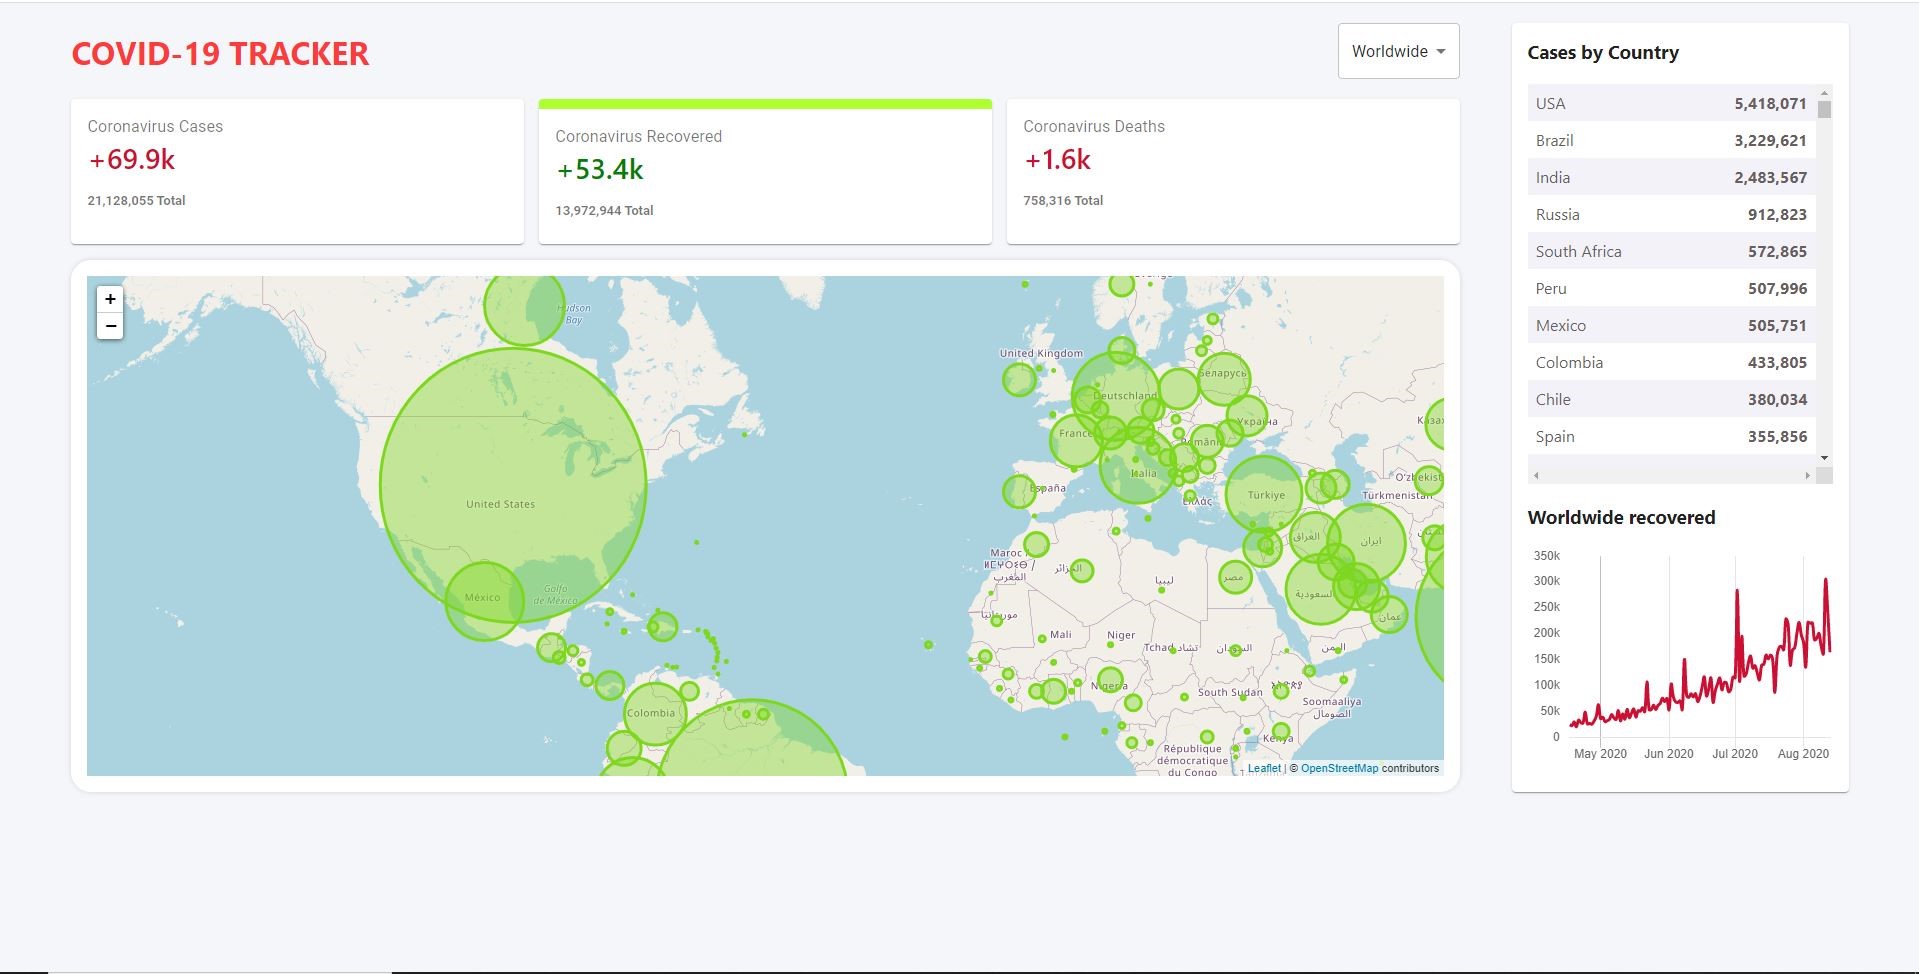 COVID-19 TRACKER
Worldwide
Coronavirus Cases
+69.9k
21,128,055 Total
Coronavirus Recovered
+53.4k
13,972,944 Total
Coronavirus Deaths
+1.6k
758,316 Total
+
−
Hudson
Bay
United States
Golfo
de México
México
Colombia
United Kingdom
Deutschland
Беларусь
Україна
France
România
Italia
España
Ελλάς
Türkiye
Türkmenistan
Maroc
ⵍⵎⵖⵔⵉⴱ
المغرب
الجزائر
ليبيا
مصر
العراق
ایران
السعودية
عمان
موريتانيا
Mali
Niger
Tchad تشاد
السودان
اليمن
Nigeria
South Sudan
Soomaaliya
الصومال
Kenya
République
démocratique
du Congo
Leaflet | © OpenStreetMap contributors
Cases by Country
USA 5,418,071
Brazil 3,229,621
India 2,483,567
Russia 912,823
South Africa 572,865
Peru 507,996
Mexico 505,751
Colombia 433,805
Chile 380,034
Spain 355,856
Worldwide recovered
350k
300k
250k
200k
150k
100k
50k
0
May 2020 Jun 2020 Jul 2020 Aug 2020